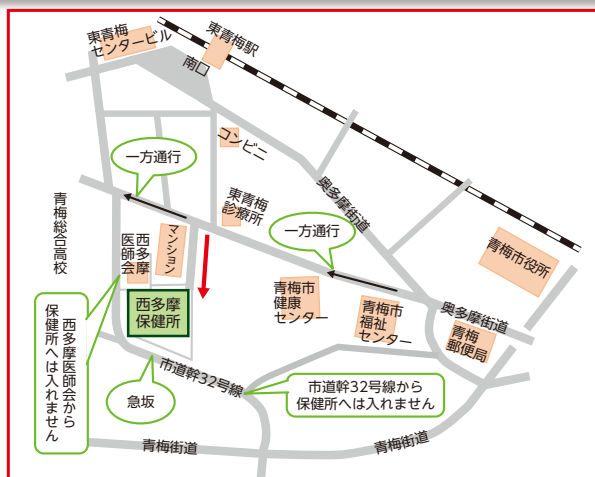 東青梅
センタービル
東青梅駅
南口
コンビニ
一方通行
奥多摩街道
東青梅
診療所
青梅総合高校
西多摩
医師会
マンション
一方通行
青梅市役所
西多摩
保健所
青梅市
健康
センター
青梅市
福祉
センター
奥多摩街道
青梅
郵便局
西多摩医師会から
保健所へは入れません
急坂
市道幹32号線
市道幹32号線から
保健所へは入れません
青梅街道
青梅街道